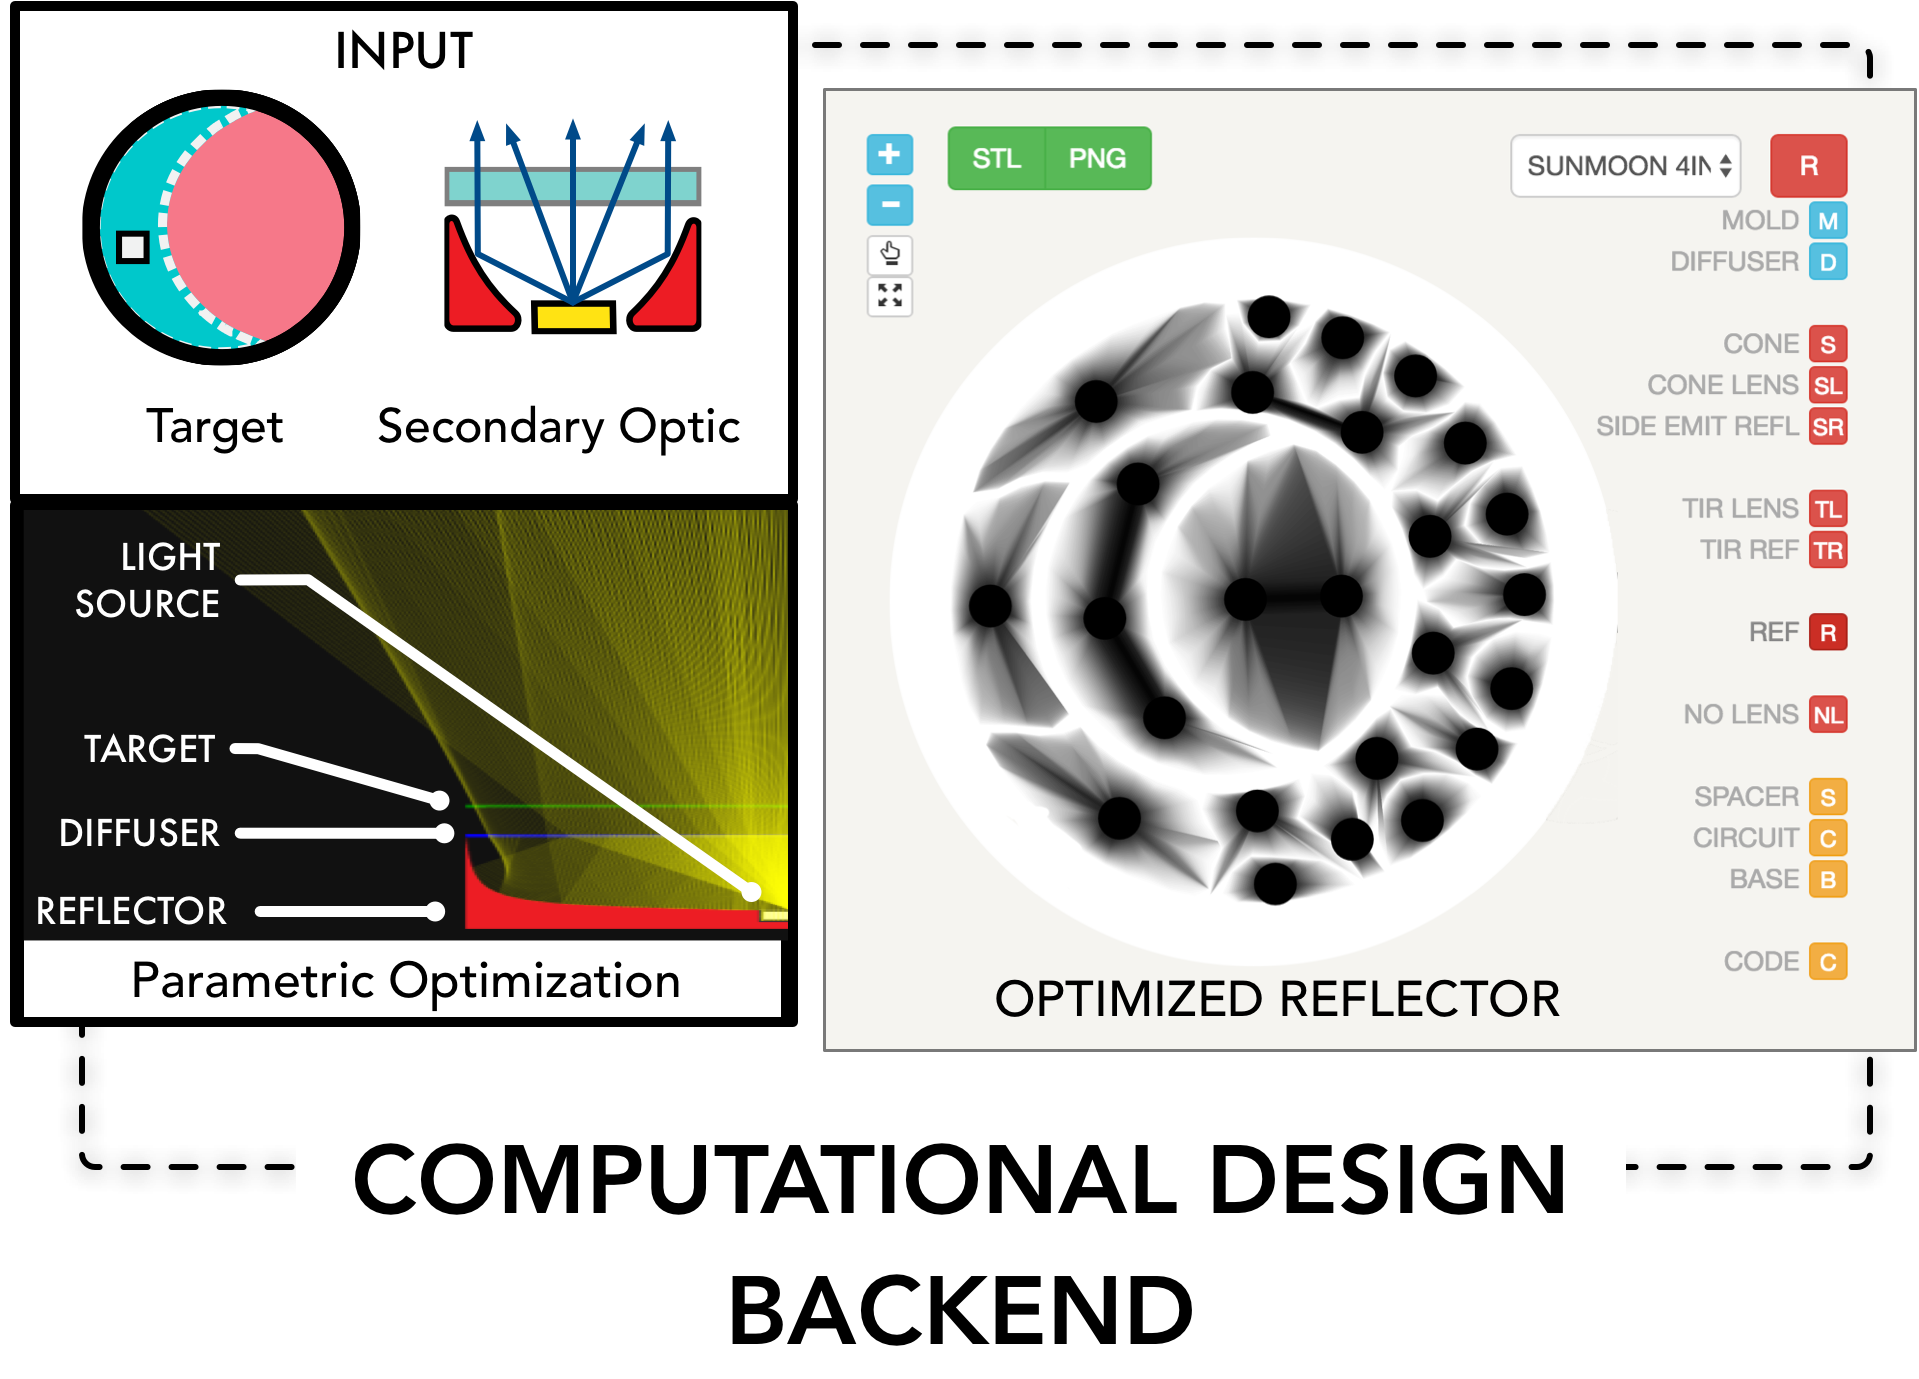 INPUT
Target
Secondary Optic
LIGHT
SOURCE
TARGET
DIFFUSER
REFLECTOR
Parametric Optimization
+
−
STL
PNG
SUNMOON 4IN
R
MOLD M
DIFFUSER D
CONE S
CONE LENS SL
SIDE EMIT REFL SR
TIR LENS TL
TIR REF TR
REF R
NO LENS NL
SPACER S
CIRCUIT C
BASE B
CODE C
OPTIMIZED REFLECTOR
COMPUTATIONAL DESIGN
BACKEND